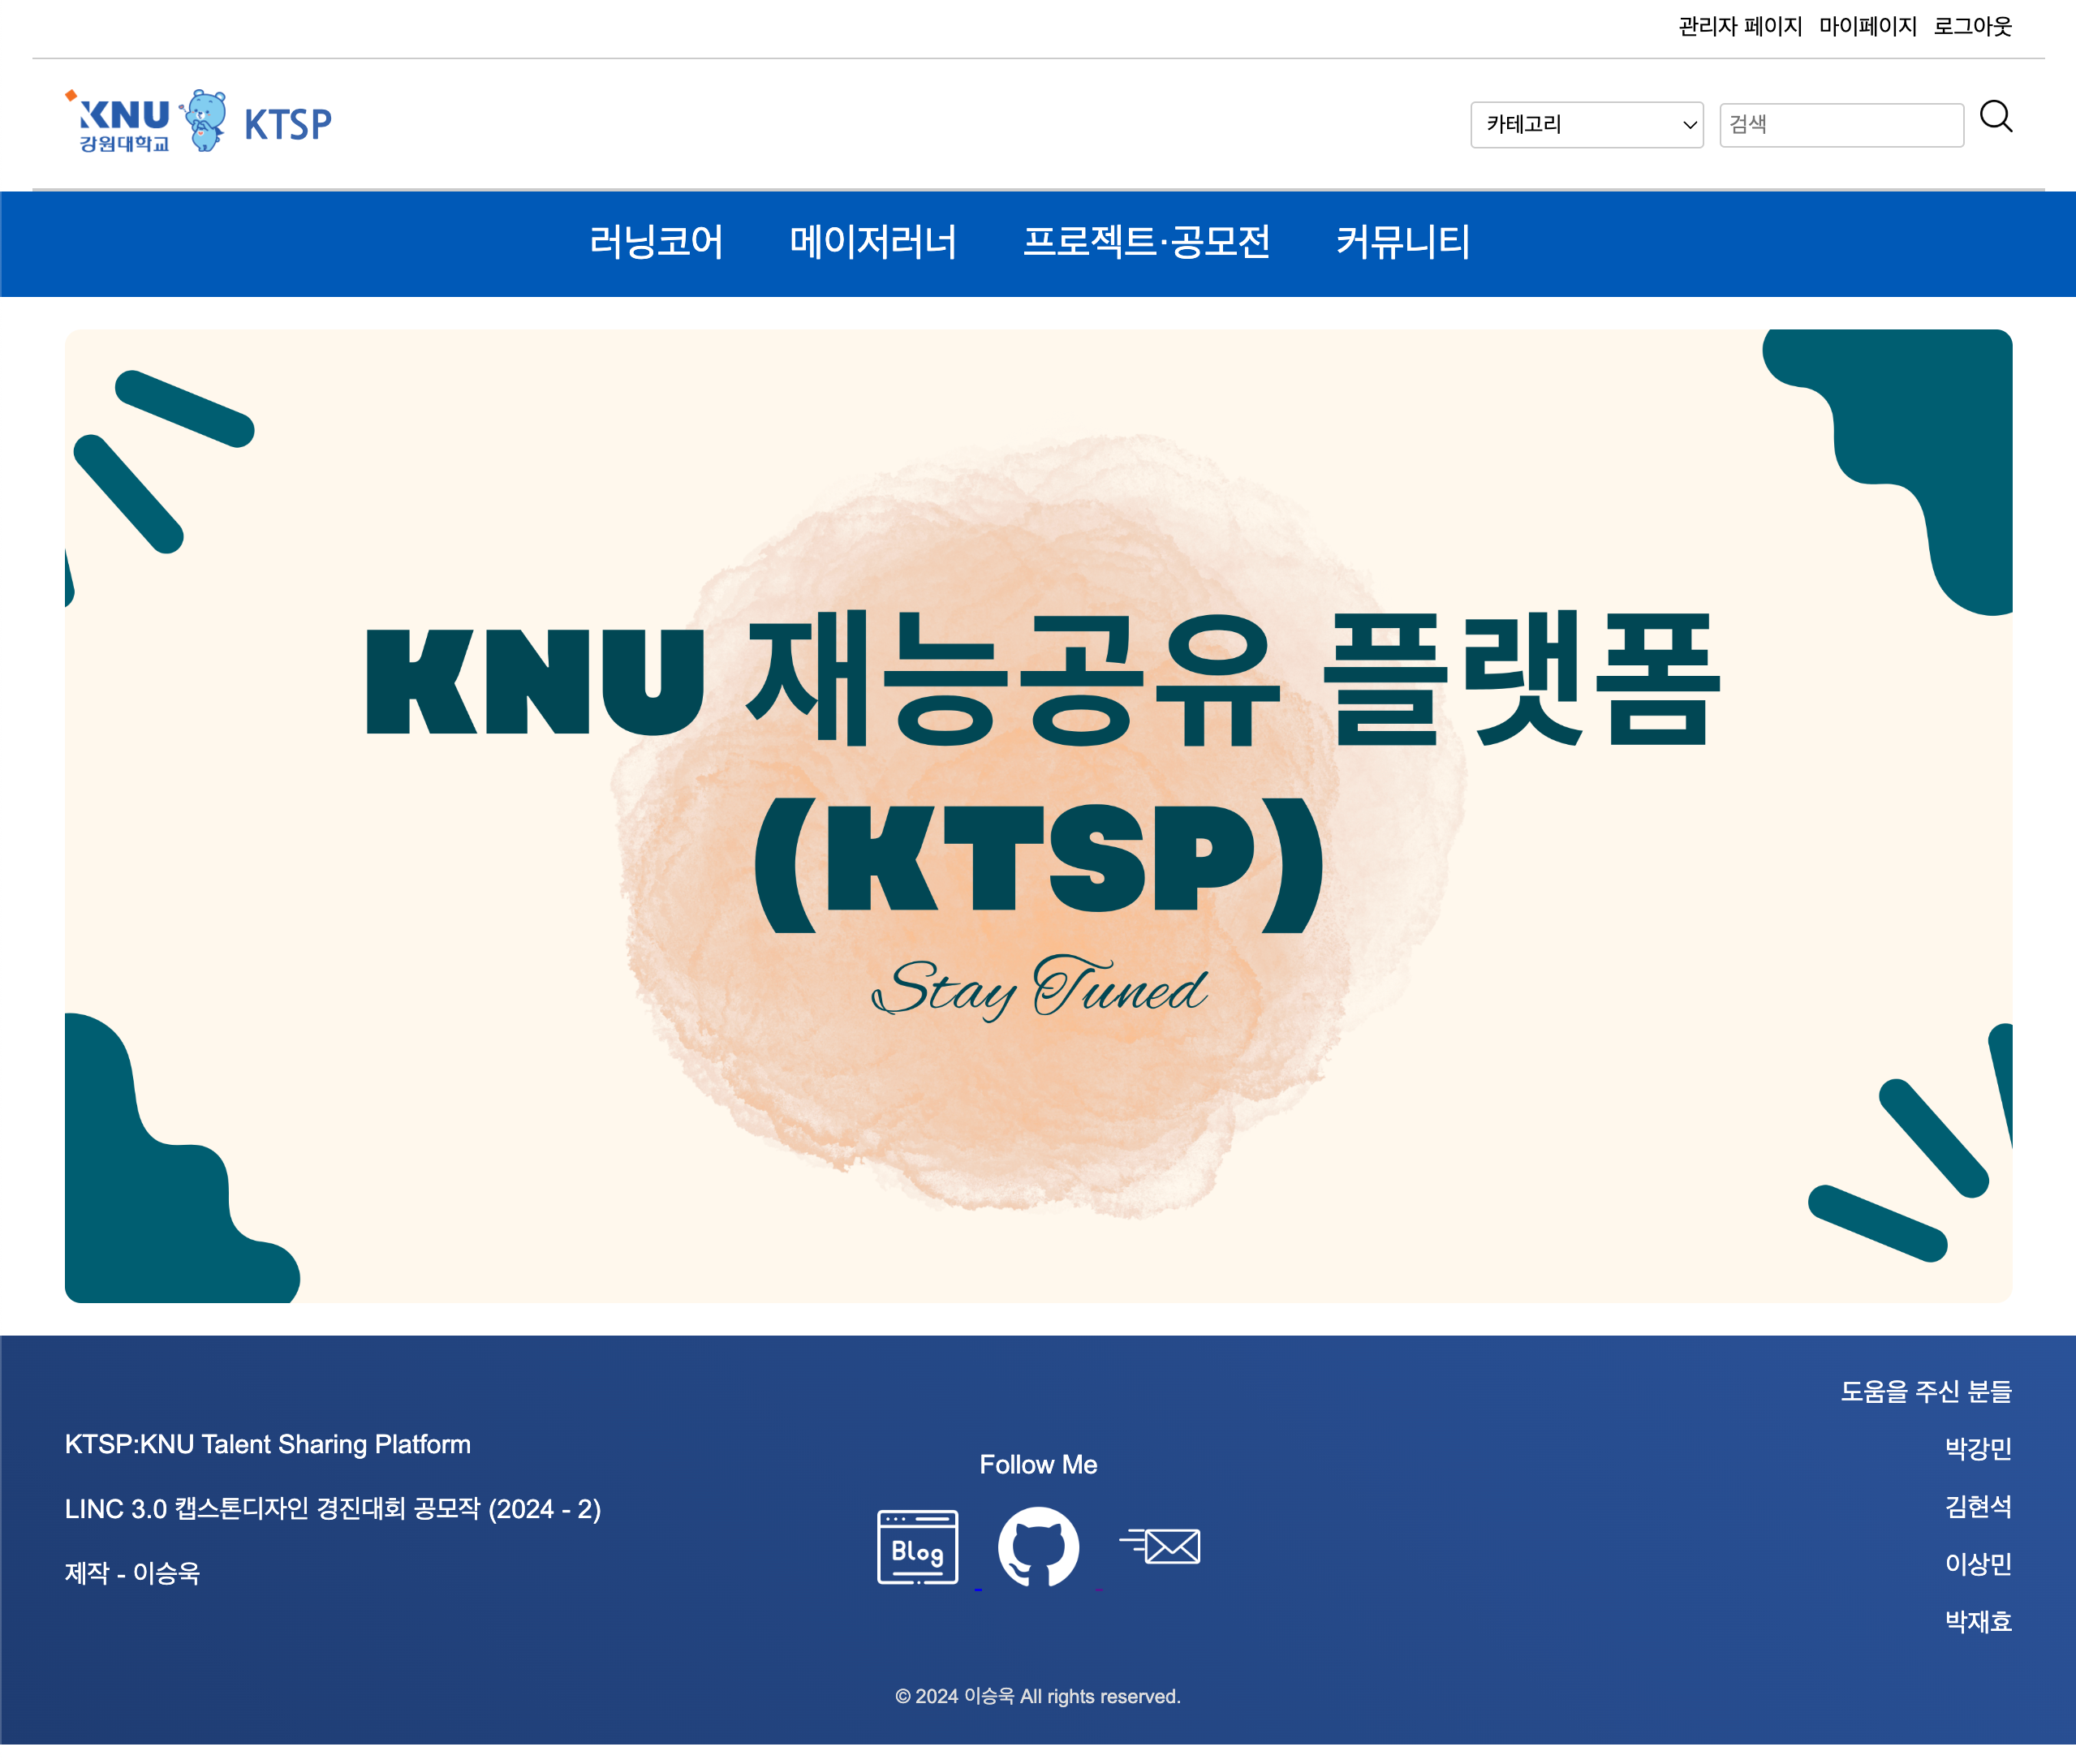 관리자 페이지 마이페이지 로그아웃
KNU
강원대학교
KTSP
카테고리
검색
러닝코어 메이저러너 프로젝트·공모전 커뮤니티
KNU 재능공유 플랫폼
(KTSP)
Stay Tuned
KTSP:KNU Talent Sharing Platform
LINC 3.0 캡스톤디자인 경진대회 공모작 (2024 - 2)
제작 - 이승욱
Follow Me
Blog
도움을 주신 분들
박강민
김현석
이상민
박재효
© 2024 이승욱 All rights reserved.